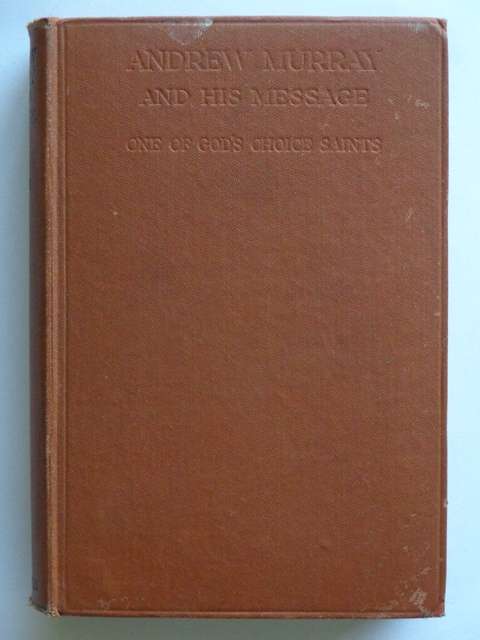 ANDREW MURRAY
AND HIS MESSAGE
ONE OF GOD'S CHOICE SAINTS